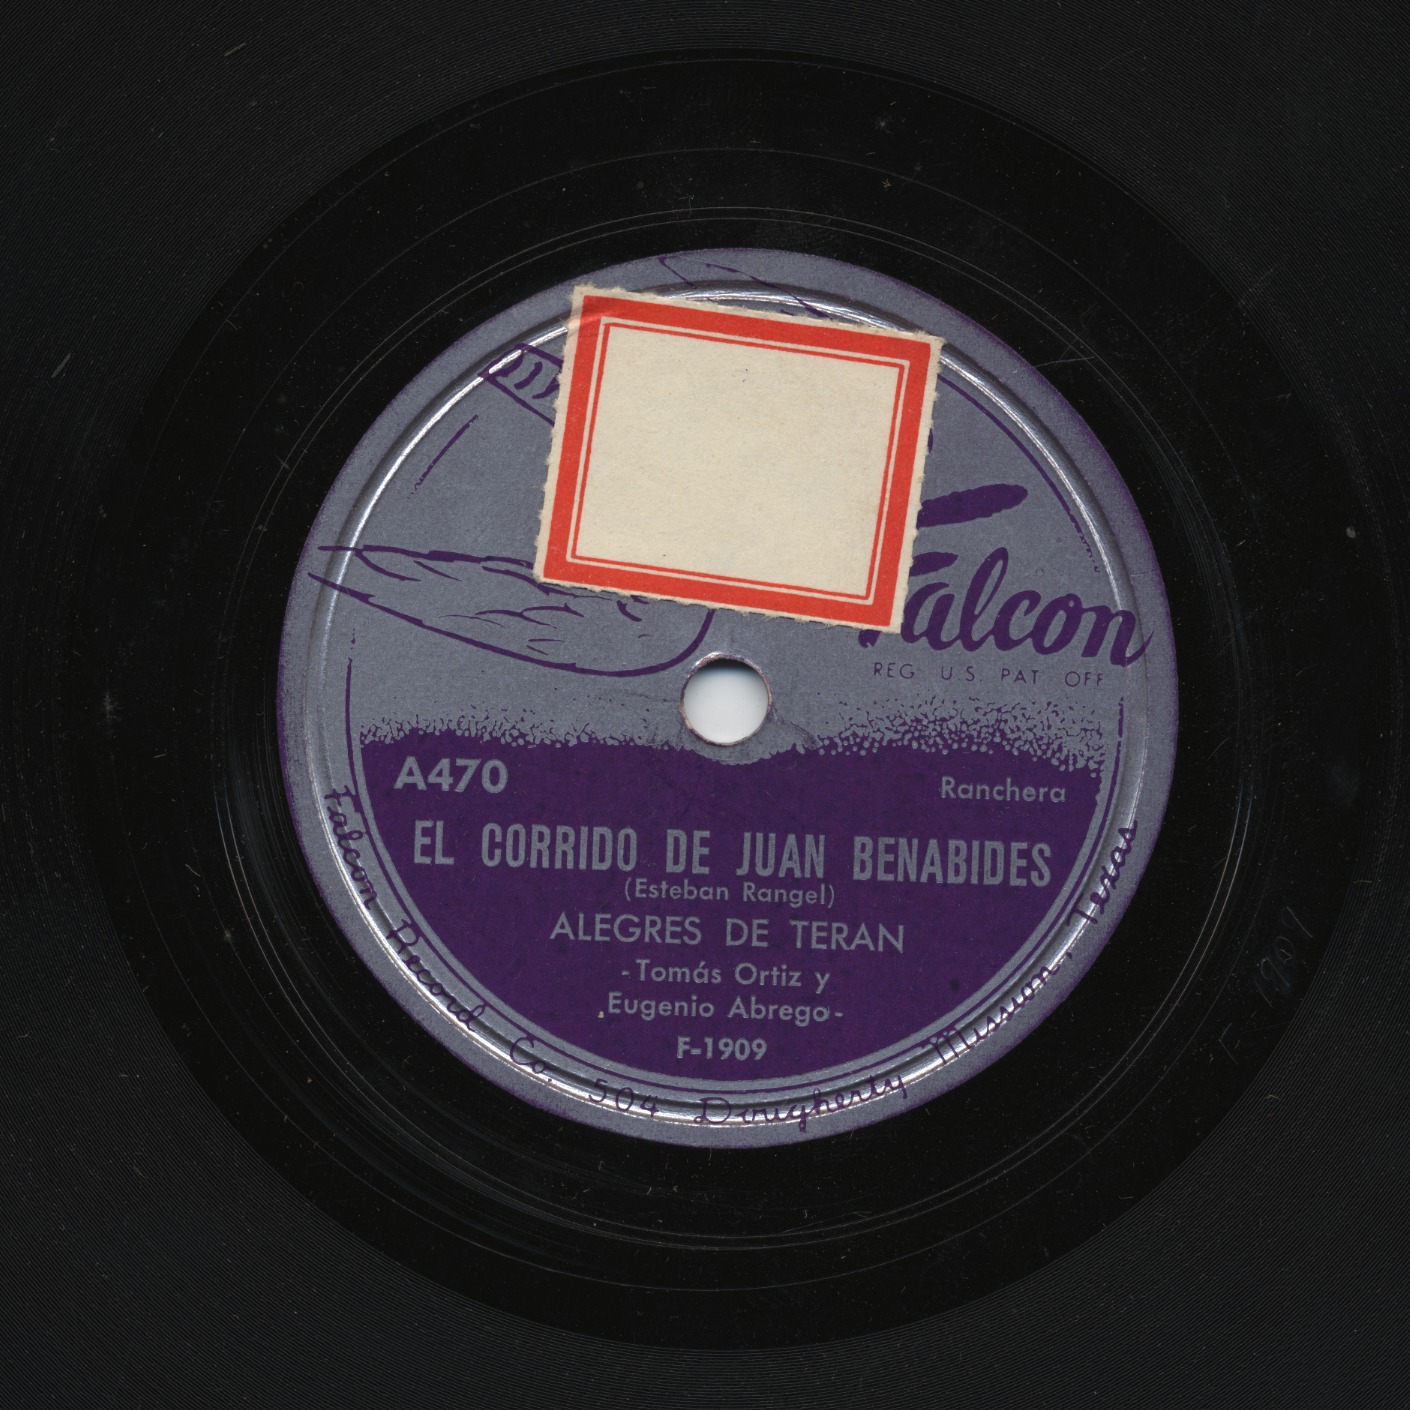 Falcon
REG. U.S. PAT. OFF
A470
Ranchera
EL CORRIDO DE JUAN BENABIDES
(Esteban Rangel)
ALEGRES DE TERAN
-Tomás Ortiz y
Eugenio Abrego-
F-1909
Falcon Record Co. 504 Dougherty Mission, Texas
F-1909